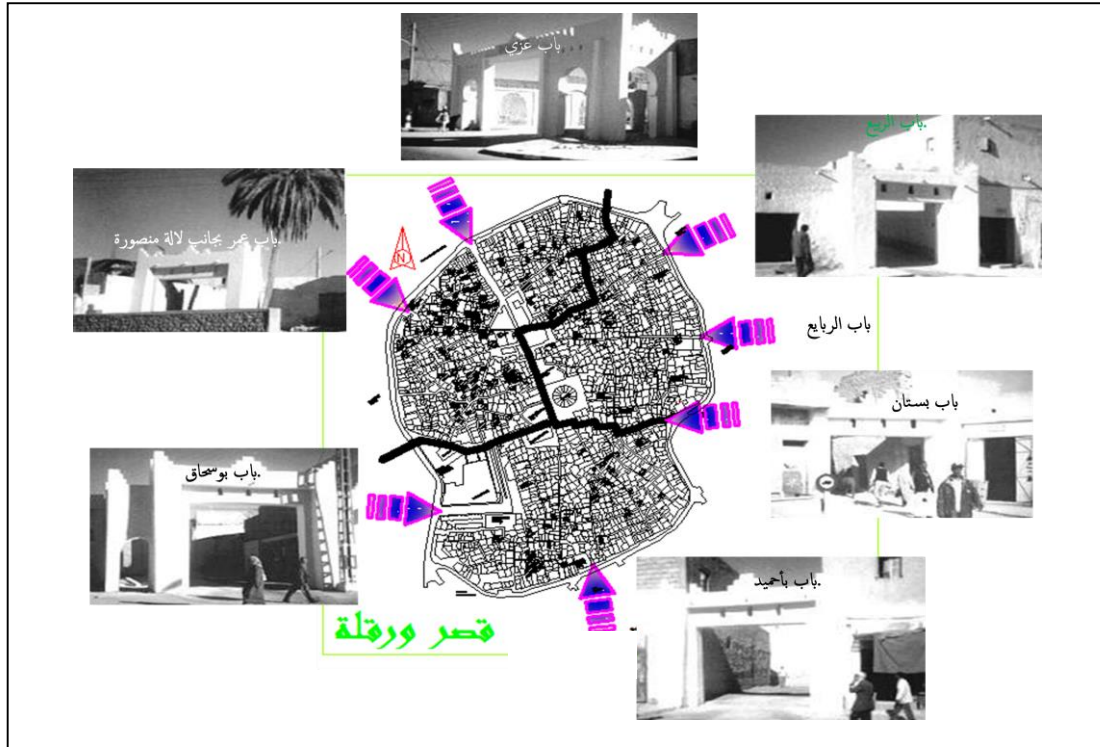 باب عزي
باب الربيع.
باب عمر بجانب لالة منصورة.
N
باب الربايع
باب بستان
باب بوسحاق.
باب بأحميد.
قصر ورقلة